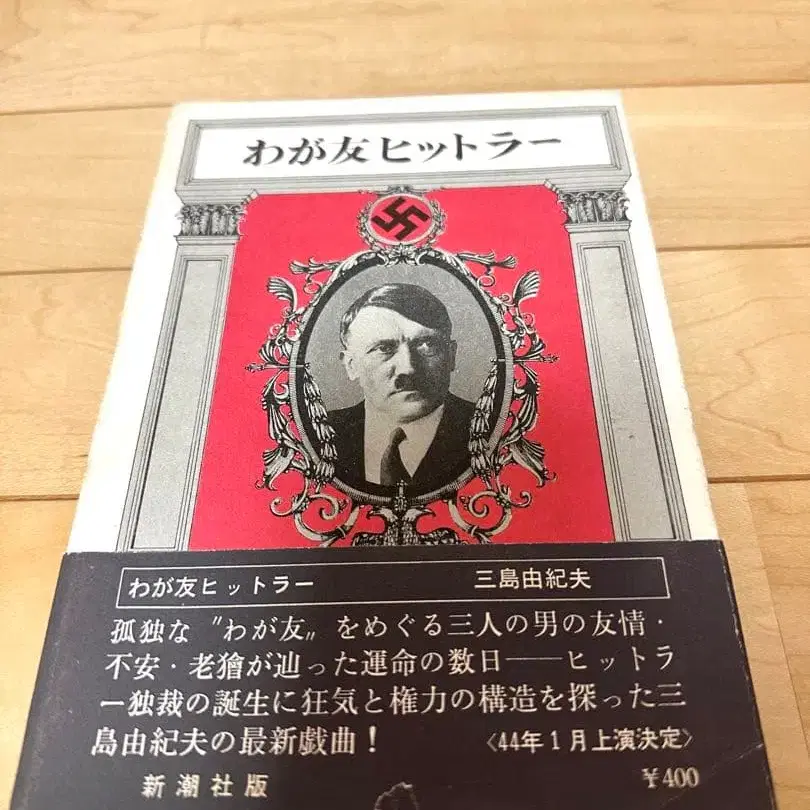 わが友ヒットラー
わが友ヒットラー 三島由紀夫
孤独な〝わが友〟をめぐる三人の男の友情・
不安・老獪が辿った運命の数日――ヒットラ
ー独裁の誕生に狂気と権力の構造を探った三
島由紀夫の最新戯曲！ 〈44年1月上演決定〉
新潮社版 ¥400